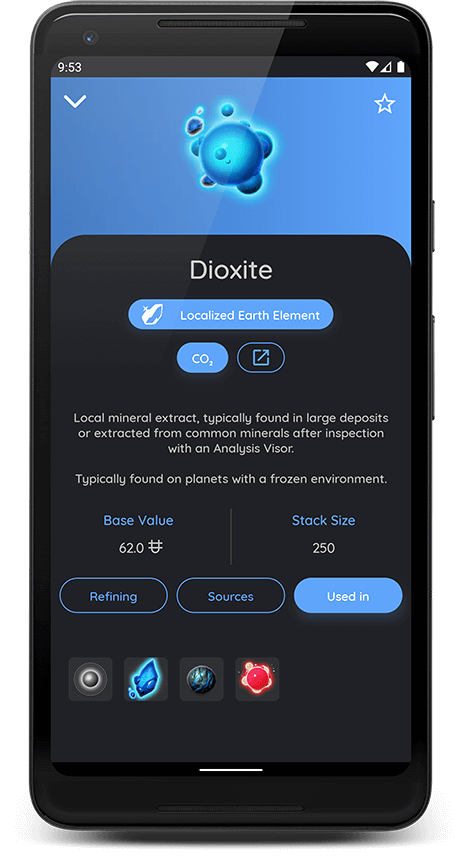 9:53
Dioxite
Localized Earth Element
CO₂
Local mineral extract, typically found in large deposits
or extracted from common minerals after inspection
with an Analysis Visor.
Typically found on planets with a frozen environment.
Base Value
Stack Size
62.0
250
Refining
Sources
Used in